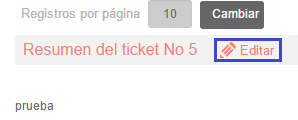 Registros por página 10 Cambiar
Resumen del ticket No 5 Editar
prueba